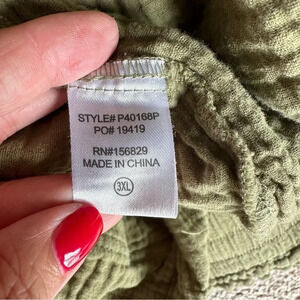 STYLE# P40168P
PO# 19419
RN#156829
MADE IN CHINA
3XL